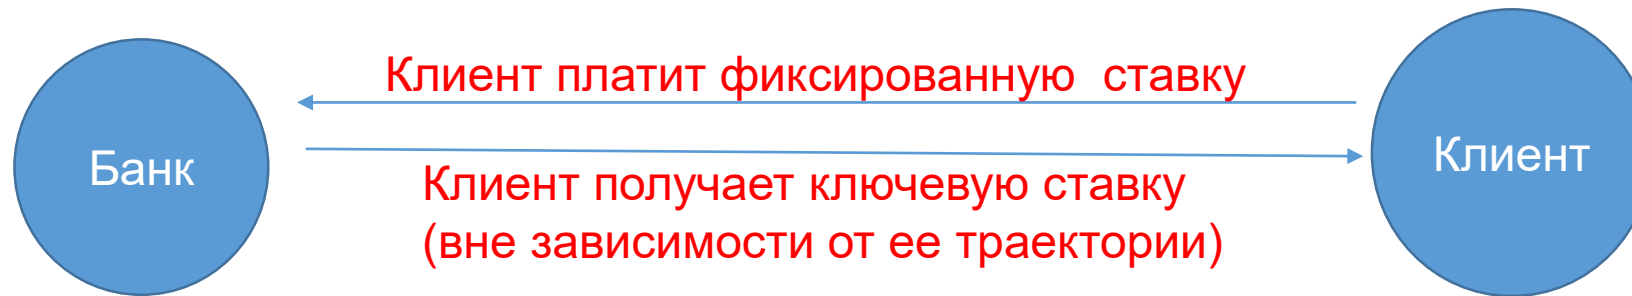 Клиент платит фиксированную ставку
Банк
Клиент
Клиент получает ключевую ставку
(вне зависимости от ее траектории)